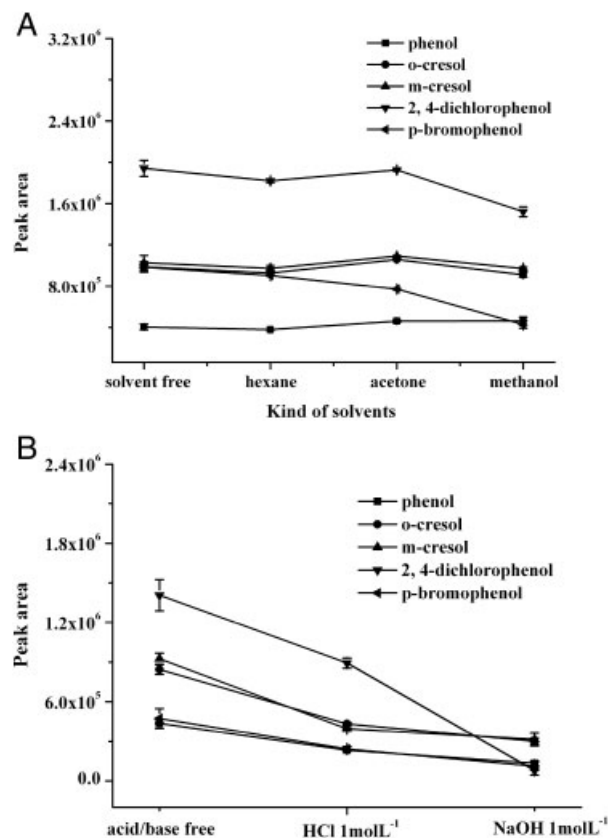 A
3.2x10⁶
2.4x10⁶
1.6x10⁶
8.0x10⁵
Peak area
phenol
o-cresol
m-cresol
2, 4-dichlorophenol
p-bromophenol
solvent free hexane acetone methanol
Kind of solvents
B
2.4x10⁶
1.8x10⁶
1.2x10⁶
6.0x10⁵
0.0
Peak area
phenol
o-cresol
m-cresol
2, 4-dichlorophenol
p-bromophenol
acid/base free HCl 1molL⁻¹ NaOH 1molL⁻¹